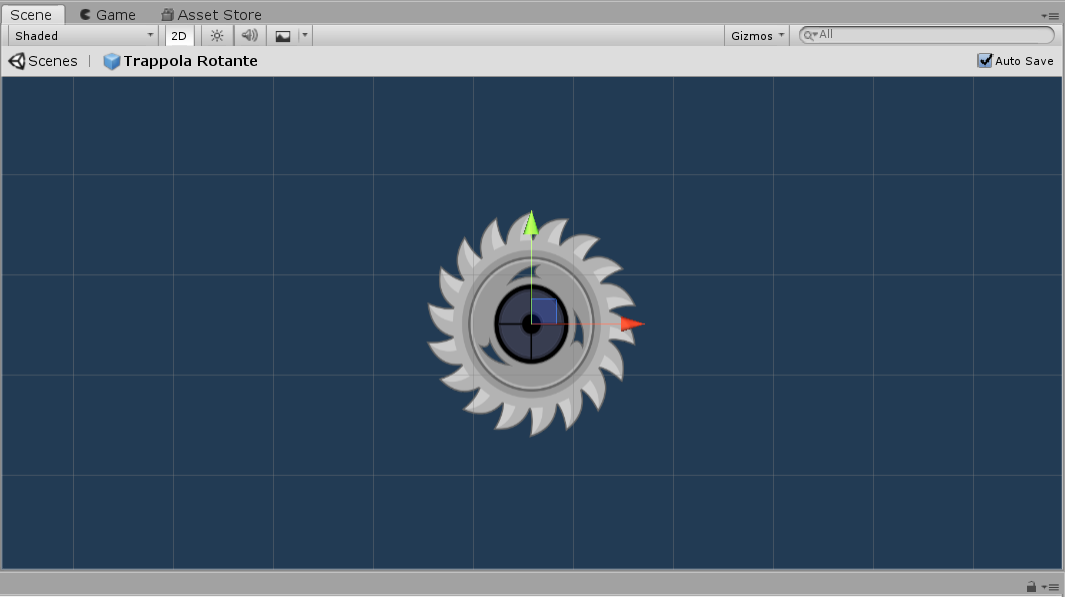 Scene Game Asset Store
Shaded 2D Gizmos All
Scenes | Trappola Rotante Auto Save